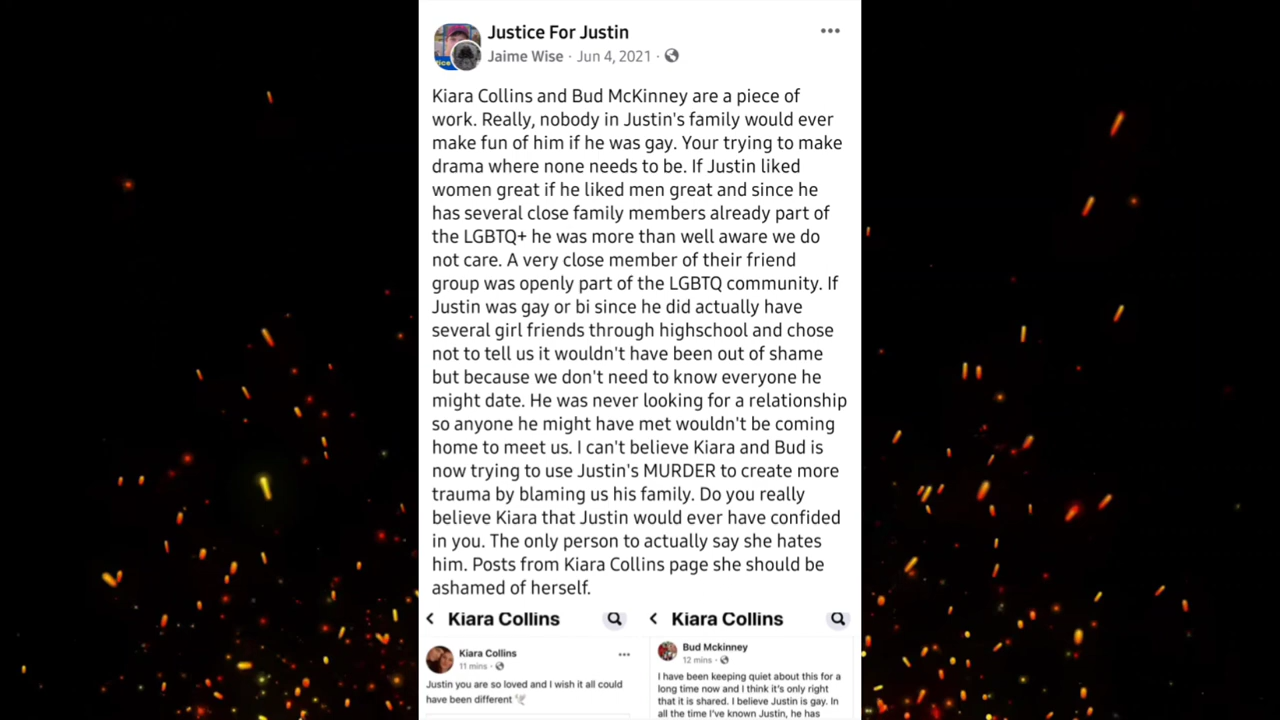 Justice For Justin
Jaime Wise · Jun 4, 2021 ·
Kiara Collins and Bud McKinney are a piece of
work. Really, nobody in Justin's family would ever
make fun of him if he was gay. Your trying to make
drama where none needs to be. If Justin liked
women great if he liked men great and since he
has several close family members already part of
the LGBTQ+ he was more than well aware we do
not care. A very close member of their friend
group was openly part of the LGBTQ community. If
Justin was gay or bi since he did actually have
several girl friends through highschool and chose
not to tell us it wouldn't have been out of shame
but because we don't need to know everyone he
might date. He was never looking for a relationship
so anyone he might have met wouldn't be coming
home to meet us. I can't believe Kiara and Bud is
now trying to use Justin's MURDER to create more
trauma by blaming us his family. Do you really
believe Kiara that Justin would ever have confided
in you. The only person to actually say she hates
him. Posts from Kiara Collins page she should be
ashamed of herself.
Kiara Collins
Kiara Collins
11 mins ·
Justin you are so loved and I wish it all could
have been different
Kiara Collins
Bud Mckinney
12 mins ·
I have been keeping quiet about this for a
long time now and I think it's only right
that it is shared. I believe Justin is gay. In
all the time I've known Justin, he has